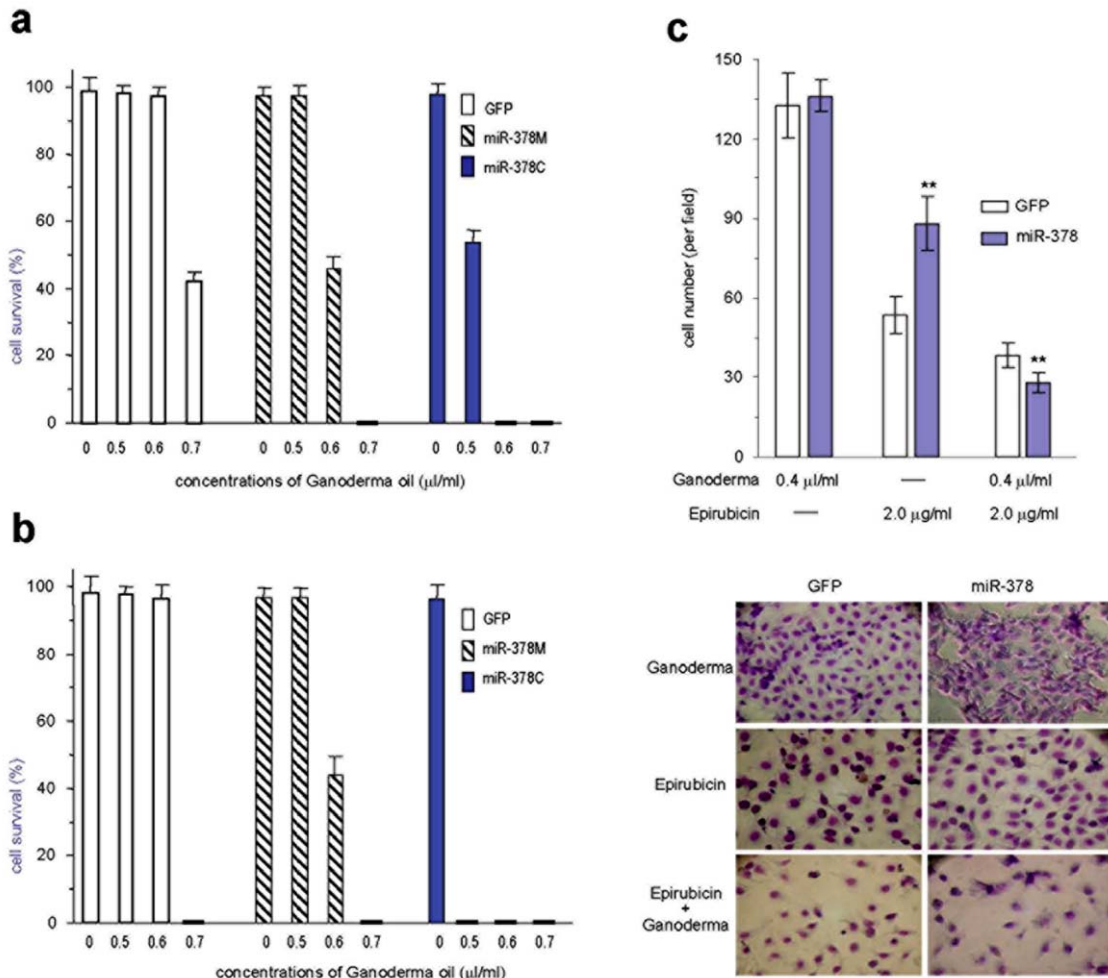 a
150
120
90
60
30
0
cell survival (%)
100
80
60
40
20
0
GFP
miR-378M
miR-378C
0 0.5 0.6 0.7 0 0.5 0.6 0.7 0 0.5 0.6 0.7
concentrations of Ganoderma oil (μl/ml)
b
cell survival (%)
100
80
60
40
20
0
GFP
miR-378M
miR-378C
0 0.5 0.6 0.7 0 0.5 0.6 0.7 0 0.5 0.6 0.7
concentrations of Ganoderma oil (μl/ml)
c
cell number (per field)
**
**
GFP
miR-378
Ganoderma 0.4 μl/ml — 0.4 μl/ml
Epirubicin — 2.0 μg/ml 2.0 μg/ml
GFP miR-378
Ganoderma
Epirubicin
Epirubicin
+
Ganoderma